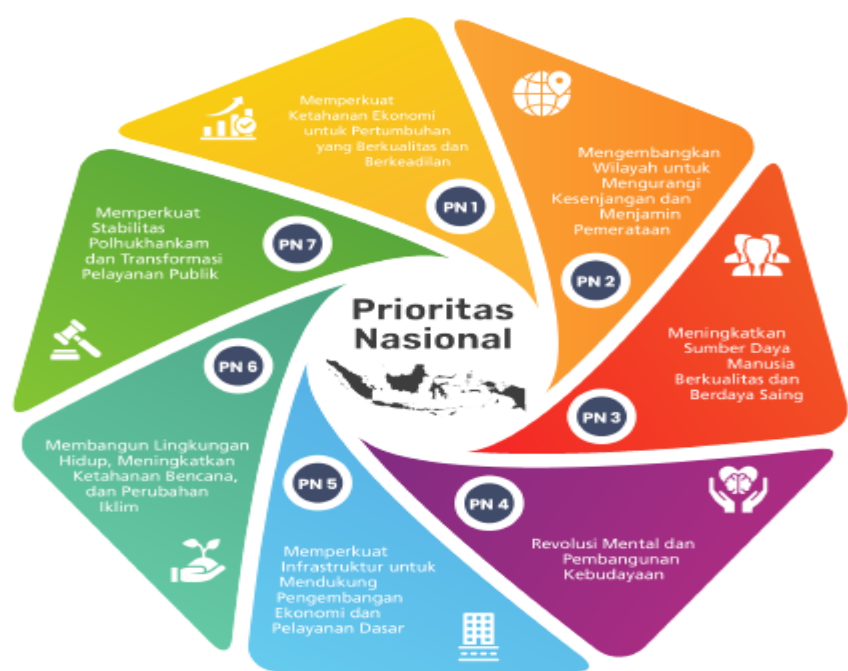 Prioritas
Nasional
Memperkuat
Ketahanan Ekonomi
untuk Pertumbuhan
yang Berkualitas dan
Berkeadilan
PN 1
Mengembangkan
Wilayah untuk
Mengurangi
Kesenjangan dan
Menjamin
Pemerataan
PN 2
Meningkatkan
Sumber Daya
Manusia
Berkualitas dan
Berdaya Saing
PN 3
PN 4
Revolusi Mental dan
Pembangunan
Kebudayaan
PN 5
Memperkuat
Infrastruktur untuk
Mendukung
Pengembangan
Ekonomi dan
Pelayanan Dasar
PN 6
Membangun Lingkungan
Hidup, Meningkatkan
Ketahanan Bencana,
dan Perubahan
Iklim
PN 7
Memperkuat
Stabilitas
Polhukhankam
dan Transformasi
Pelayanan Publik